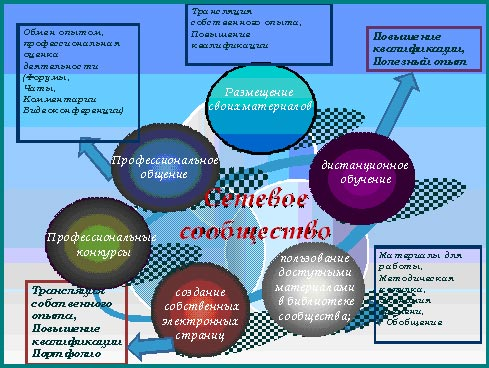 Обмен опытом,
профессиональная
оценка
деятельности
(Форумы,
Чаты,
Комментарии
Видеоконференции)
Трансляция
собственного опыта,
Повышение
квалификации
Повышение
квалификации,
Полезный опыт
Размещение
своих материалов
Профессиональное
общение
дистанционное
обучение
Сетевое
сообщество
Профессиональные
конкурсы
создание
собственных
электронных
страниц
пользование
доступными
материалами
в библиотеке
сообщества;
Трансляция
собственного
опыта,
Повышение
квалификации
Портфолио
Материалы для
работы,
Методическая
Обобщение